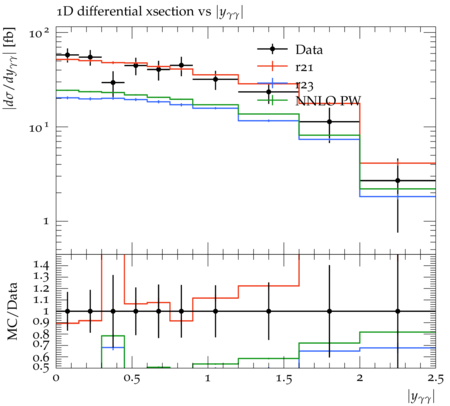 1D differential xsection vs |yγγ|
|dσ/dyγγ| [fb]
10²
10¹
1
Data
r21
r23
NNLO PW
MC/Data
1.4
1.3
1.2
1.1
1
0.9
0.8
0.7
0.6
0.5
0 0.5 1 1.5 2 2.5
|yγγ|